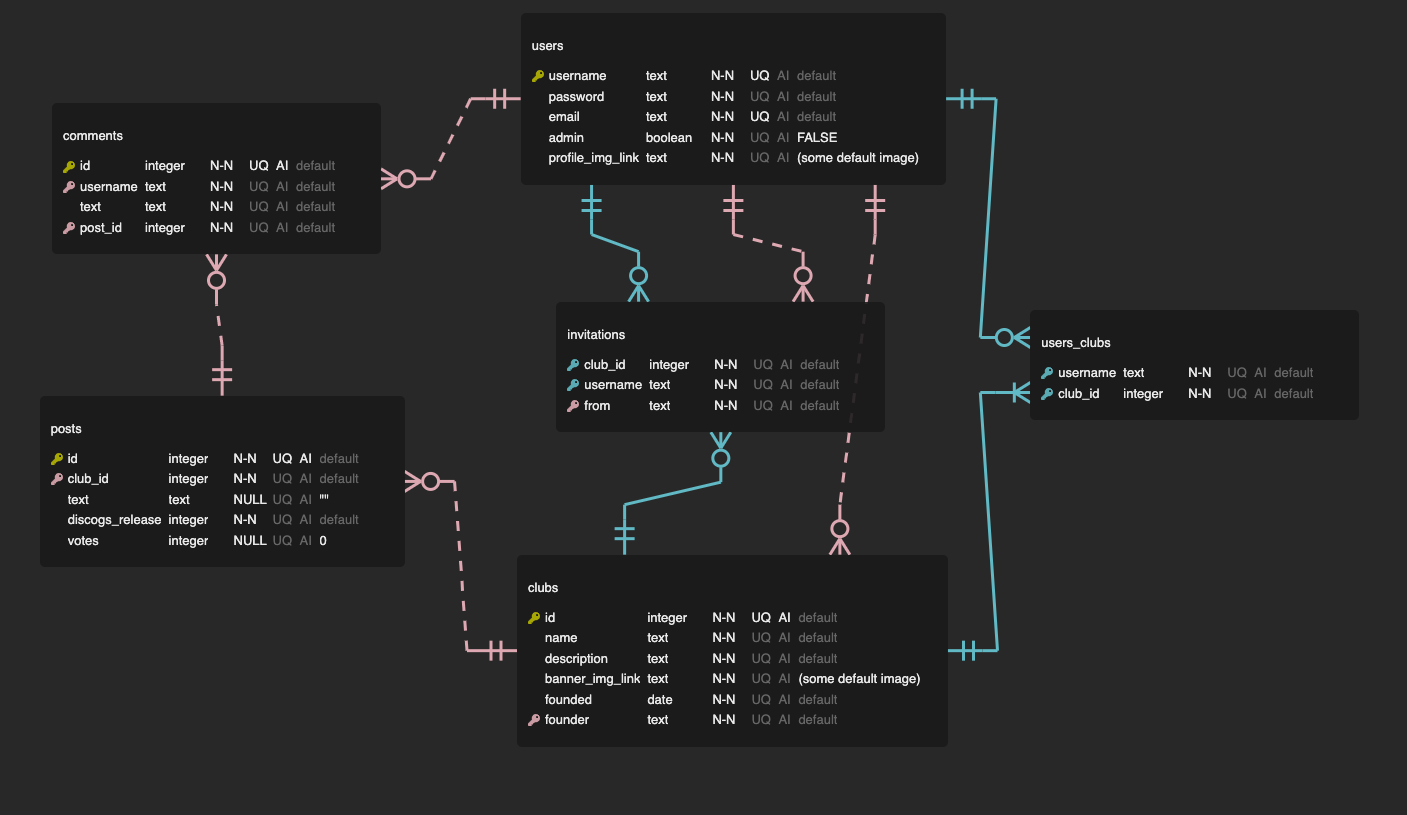 users
username text N-N UQ AI default
password text N-N UQ AI default
email text N-N UQ AI default
admin boolean N-N UQ AI FALSE
profile_img_link text N-N UQ AI (some default image)
comments
id integer N-N UQ AI default
username text N-N UQ AI default
text text N-N UQ AI default
post_id integer N-N UQ AI default
invitations
club_id integer N-N UQ AI default
username text N-N UQ AI default
from text N-N UQ AI default
users_clubs
username text N-N UQ AI default
club_id integer N-N UQ AI default
posts
id integer N-N UQ AI default
club_id integer N-N UQ AI default
text text NULL UQ AI ""
discogs_release integer N-N UQ AI default
votes integer NULL UQ AI 0
clubs
id integer N-N UQ AI default
name text N-N UQ AI default
description text N-N UQ AI default
banner_img_link text N-N UQ AI (some default image)
founded date N-N UQ AI default
founder text N-N UQ AI default